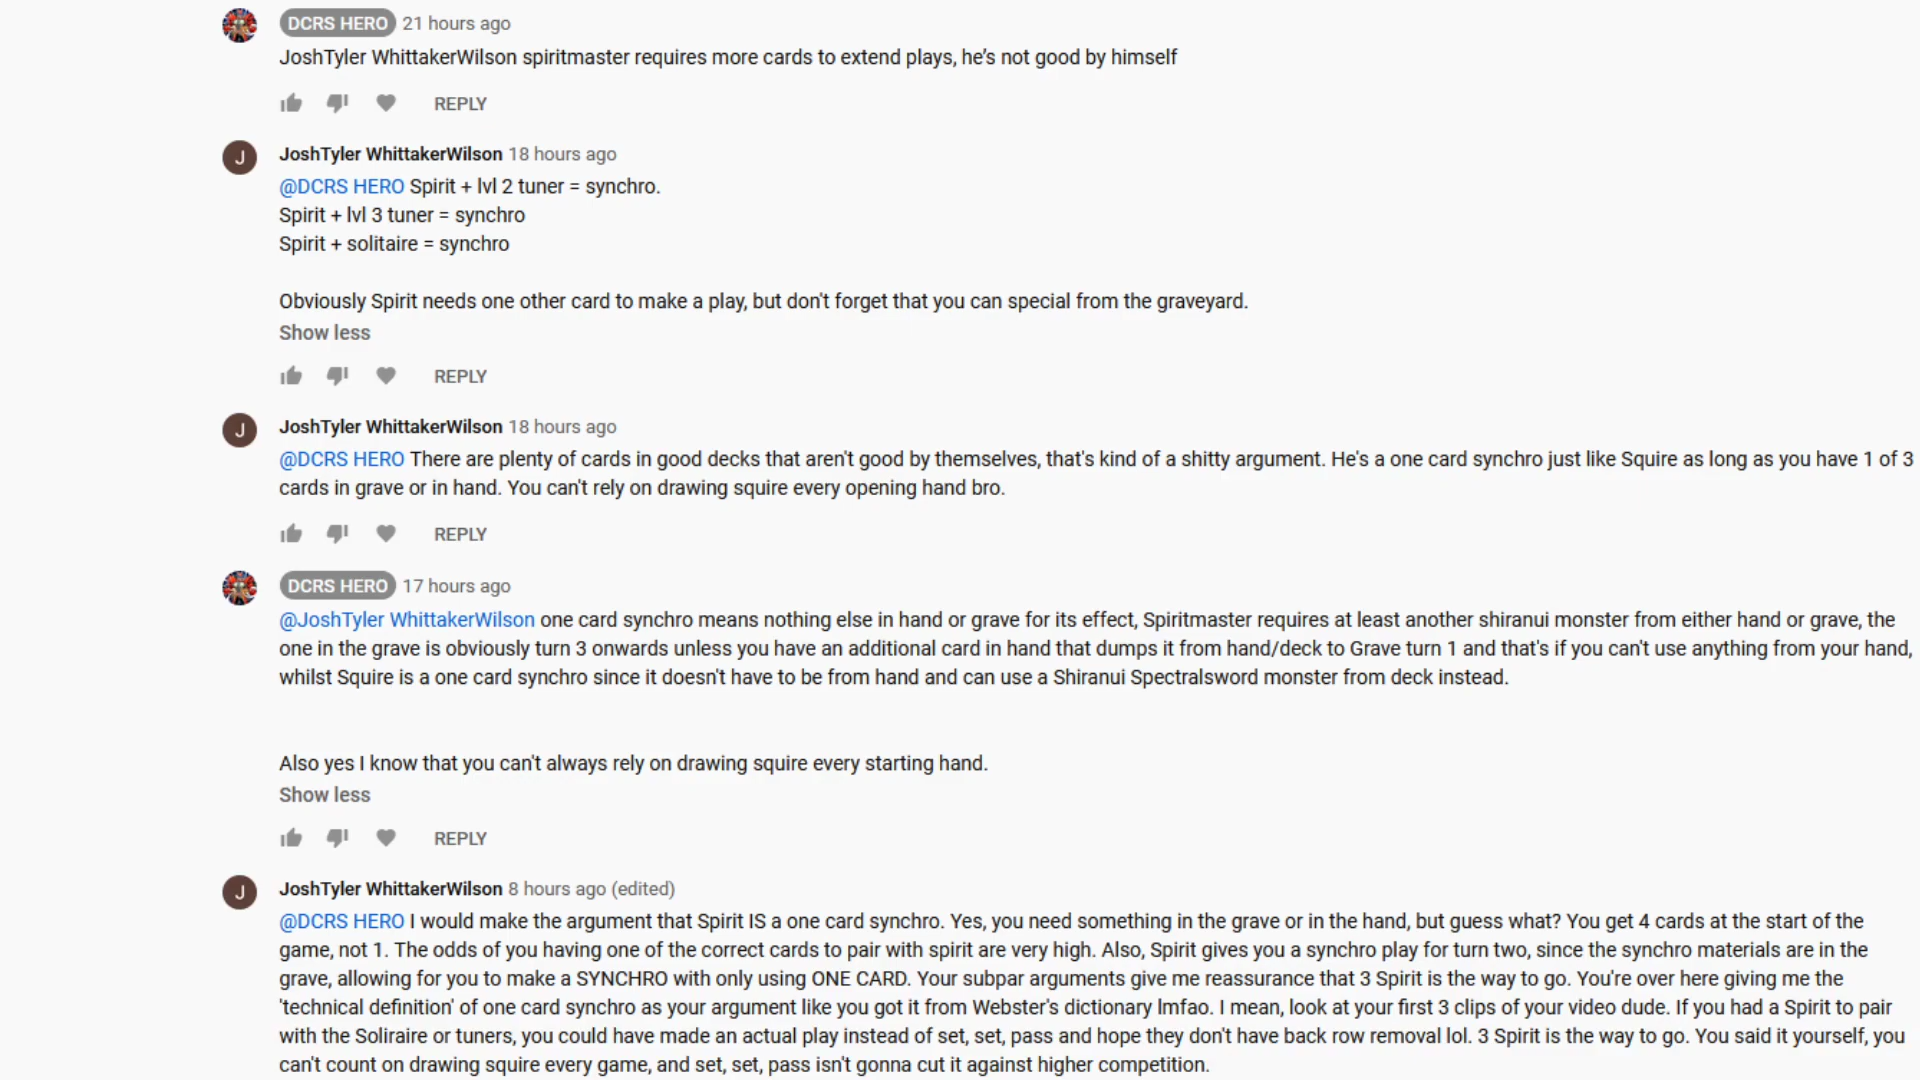 DCRS HERO 21 hours ago
JoshTyler WhittakerWilson spiritmaster requires more cards to extend plays, he’s not good by himself
REPLY
J
JoshTyler WhittakerWilson 18 hours ago
@DCRS HERO Spirit + lvl 2 tuner = synchro.
Spirit + lvl 3 tuner = synchro
Spirit + solitaire = synchro
Obviously Spirit needs one other card to make a play, but don't forget that you can special from the graveyard.
Show less
REPLY
J
JoshTyler WhittakerWilson 18 hours ago
@DCRS HERO There are plenty of cards in good decks that aren't good by themselves, that's kind of a shitty argument. He's a one card synchro just like Squire as long as you have 1 of 3
cards in grave or in hand. You can't rely on drawing squire every opening hand bro.
REPLY
DCRS HERO 17 hours ago
@JoshTyler WhittakerWilson one card synchro means nothing else in hand or grave for its effect, Spiritmaster requires at least another shiranui monster from either hand or grave, the
one in the grave is obviously turn 3 onwards unless you have an additional card in hand that dumps it from hand/deck to Grave turn 1 and that's if you can't use anything from your hand,
whilst Squire is a one card synchro since it doesn't have to be from hand and can use a Shiranui Spectralsword monster from deck instead.
Also yes I know that you can't always rely on drawing squire every starting hand.
Show less
REPLY
J
JoshTyler WhittakerWilson 8 hours ago (edited)
@DCRS HERO I would make the argument that Spirit IS a one card synchro. Yes, you need something in the grave or in the hand, but guess what? You get 4 cards at the start of the
game, not 1. The odds of you having one of the correct cards to pair with spirit are very high. Also, Spirit gives you a synchro play for turn two, since the synchro materials are in the
grave, allowing for you to make a SYNCHRO with only using ONE CARD. Your subpar arguments give me reassurance that 3 Spirit is the way to go. You're over here giving me the
'technical definition' of one card synchro as your argument like you got it from Webster's dictionary lmfao. I mean, look at your first 3 clips of your video dude. If you had a Spirit to pair
with the Soliraire or tuners, you could have made an actual play instead of set, set, pass and hope they don't have back row removal lol. 3 Spirit is the way to go. You said it yourself, you
can't count on drawing squire every game, and set, set, pass isn't gonna cut it against higher competition.